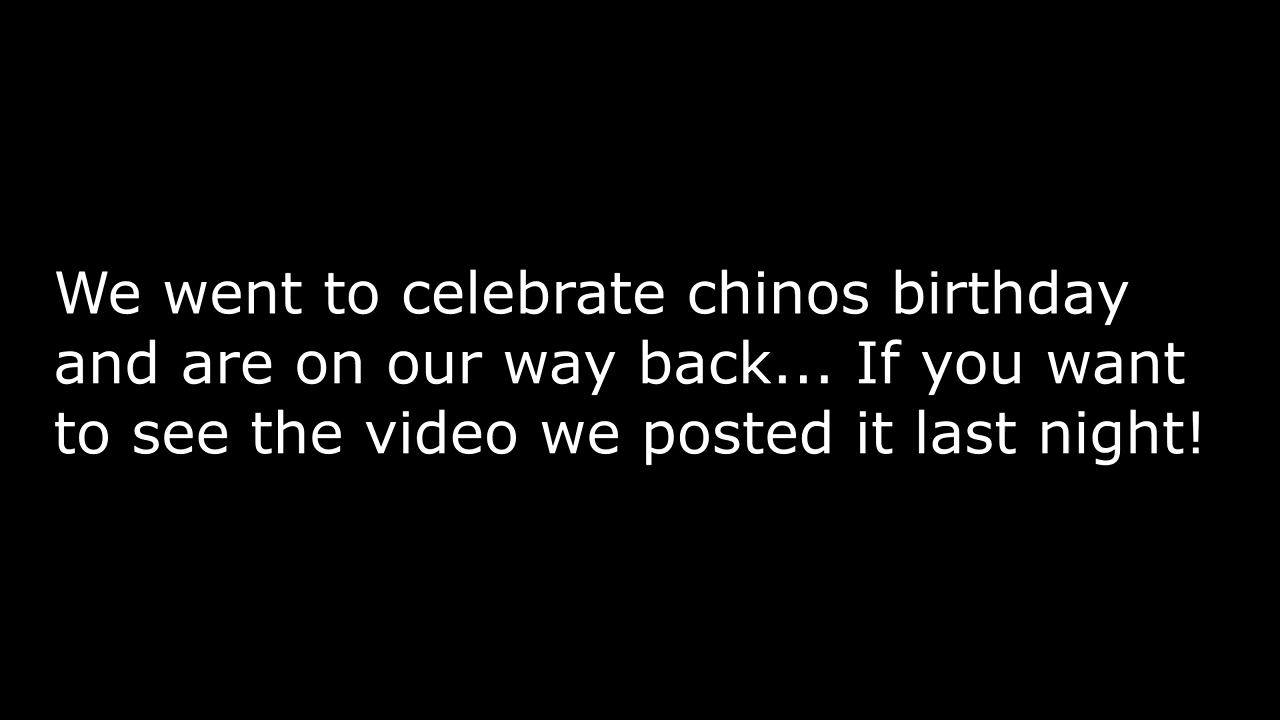 We went to celebrate chinos birthday
and are on our way back... If you want
to see the video we posted it last night!